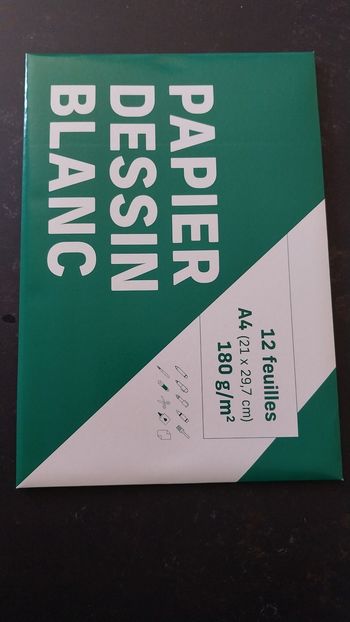 PAPIER
DESSIN
BLANC
12 feuilles
A4 (21 x 29,7 cm)
180 g/m²